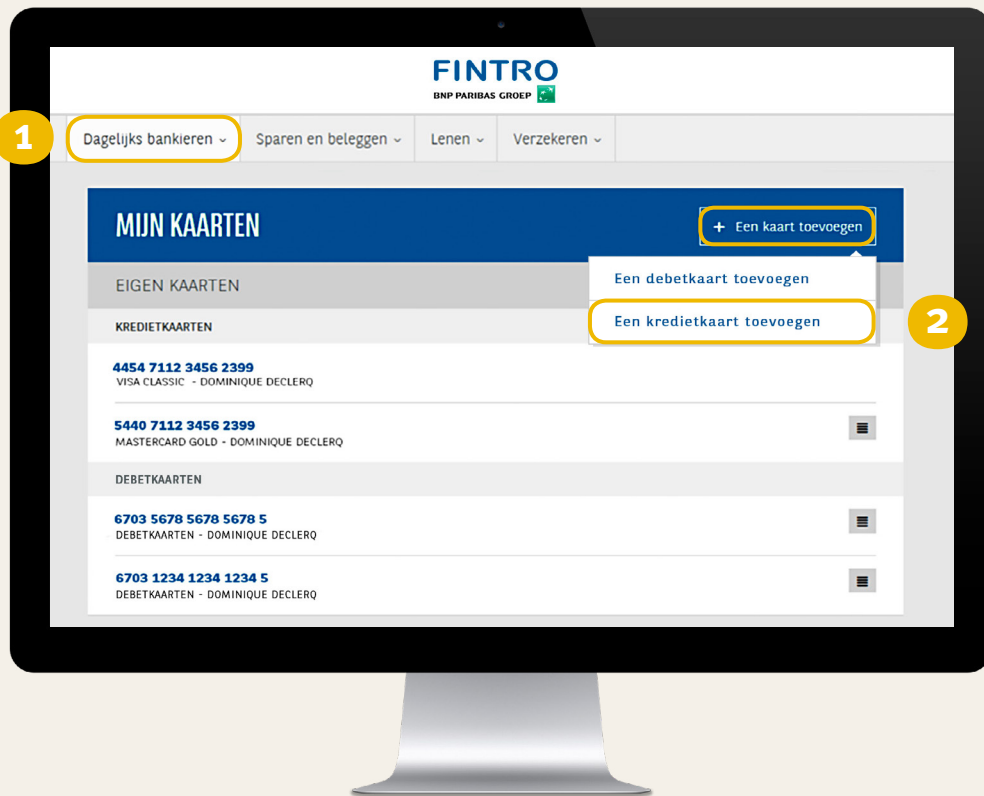 FINTRO
BNP PARIBAS GROEP
1
Dagelijks bankieren
Sparen en beleggen
Lenen
Verzekeren
MIJN KAARTEN
+ Een kaart toevoegen
EIGEN KAARTEN
Een debetkaart toevoegen
Een kredietkaart toevoegen
2
KREDIETKAARTEN
4454 7112 3456 2399
VISA CLASSIC - DOMINIQUE DECLERQ
5440 7112 3456 2399
MASTERCARD GOLD - DOMINIQUE DECLERQ
DEBETKAARTEN
6703 5678 5678 5678 5
DEBETKAARTEN - DOMINIQUE DECLERQ
6703 1234 1234 1234 5
DEBETKAARTEN - DOMINIQUE DECLERQ